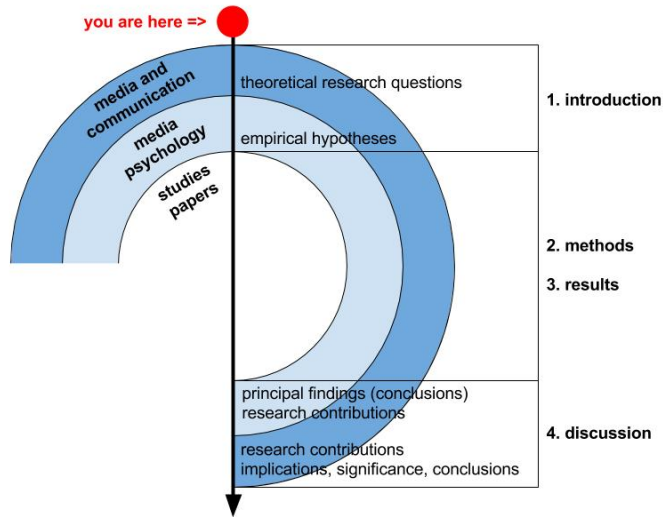 you are here =>
media and
communication
theoretical research questions
1. introduction
media
psychology
empirical hypotheses
studies
papers
2. methods
3. results
principal findings (conclusions)
research contributions
4. discussion
research contributions
implications, significance, conclusions